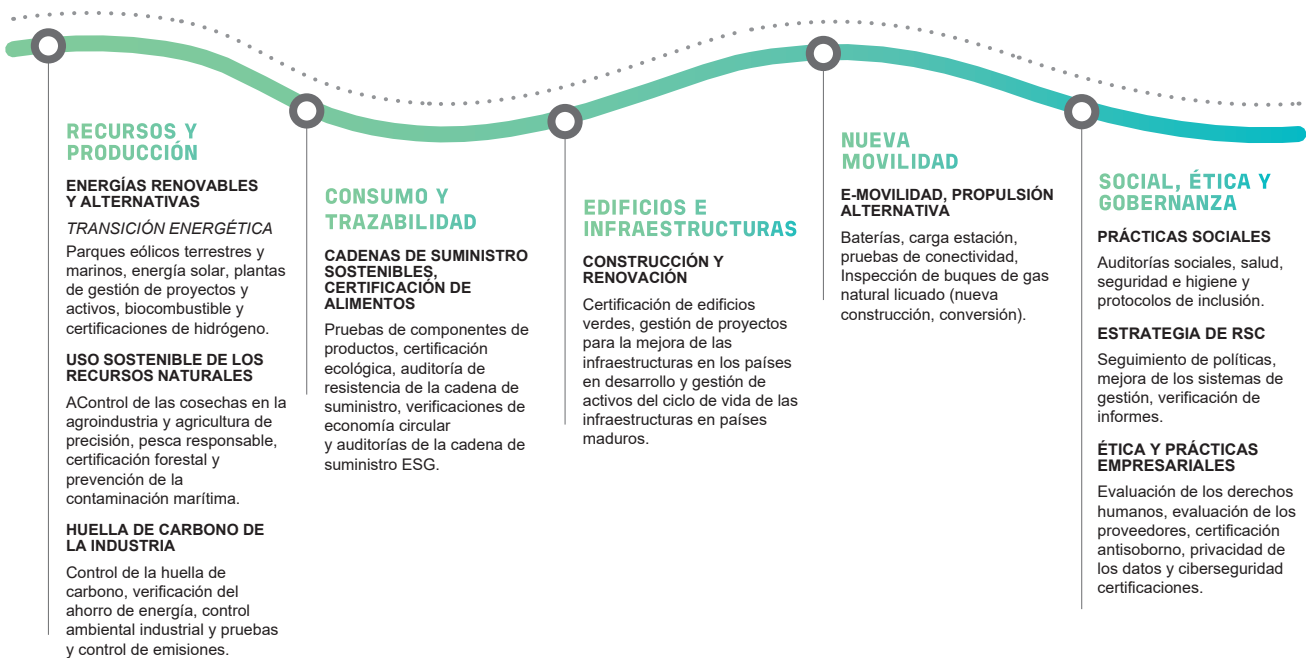 RECURSOS Y
PRODUCCIÓN
ENERGÍAS RENOVABLES
Y ALTERNATIVAS
TRANSICIÓN ENERGÉTICA
Parques eólicos terrestres y
marinos, energía solar, plantas
de gestión de proyectos y
activos, biocombustible y
certificaciones de hidrógeno.
USO SOSTENIBLE DE LOS
RECURSOS NATURALES
AControl de las cosechas en la
agroindustria y agricultura de
precisión, pesca responsable,
certificación forestal y
prevención de la
contaminación marítima.
HUELLA DE CARBONO DE
LA INDUSTRIA
Control de la huella de
carbono, verificación del
ahorro de energía, control
ambiental industrial y pruebas
y control de emisiones.
CONSUMO Y
TRAZABILIDAD
CADENAS DE SUMINISTRO
SOSTENIBLES,
CERTIFICACIÓN DE
ALIMENTOS
Pruebas de componentes de
productos, certificación
ecológica, auditoría de
resistencia de la cadena de
suministro, verificaciones de
economía circular
y auditorías de la cadena de
suministro ESG.
EDIFICIOS E
INFRAESTRUCTURAS
CONSTRUCCIÓN Y
RENOVACIÓN
Certificación de edificios
verdes, gestión de proyectos
para la mejora de las
infraestructuras en los países
en desarrollo y gestión de
activos del ciclo de vida de las
infraestructuras en países
maduros.
NUEVA
MOVILIDAD
E-MOVILIDAD, PROPULSIÓN
ALTERNATIVA
Baterías, carga estación,
pruebas de conectividad,
Inspección de buques de gas
natural licuado (nueva
construcción, conversión).
SOCIAL, ÉTICA Y
GOBERNANZA
PRÁCTICAS SOCIALES
Auditorías sociales, salud,
seguridad e higiene y
protocolos de inclusión.
ESTRATEGIA DE RSC
Seguimiento de políticas,
mejora de los sistemas de
gestión, verificación de
informes.
ÉTICA Y PRÁCTICAS
EMPRESARIALES
Evaluación de los derechos
humanos, evaluación de los
proveedores, certificación
antisoborno, privacidad de
los datos y ciberseguridad
certificaciones.